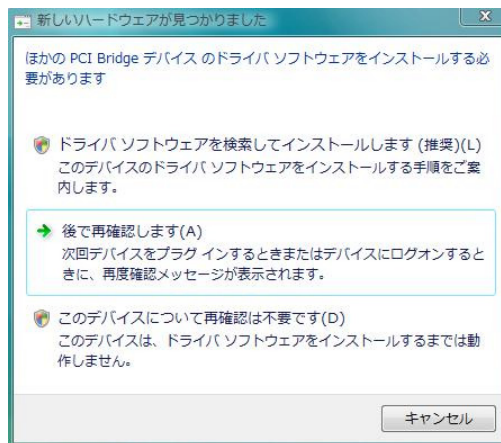 新しいハードウェアが見つかりました
ほかの PCI Bridge デバイス のドライバ ソフトウェアをインストールする必
要があります
ドライバ ソフトウェアを検索してインストールします (推奨)(L)
このデバイスのドライバ ソフトウェアをインストールする手順をご案
内します。
後で再確認します(A)
次回デバイスをプラグ インするときまたはデバイスにログオンすると
きに、再度確認メッセージが表示されます。
このデバイスについて再確認は不要です(D)
このデバイスは、ドライバ ソフトウェアをインストールするまでは動
作しません。
キャンセル